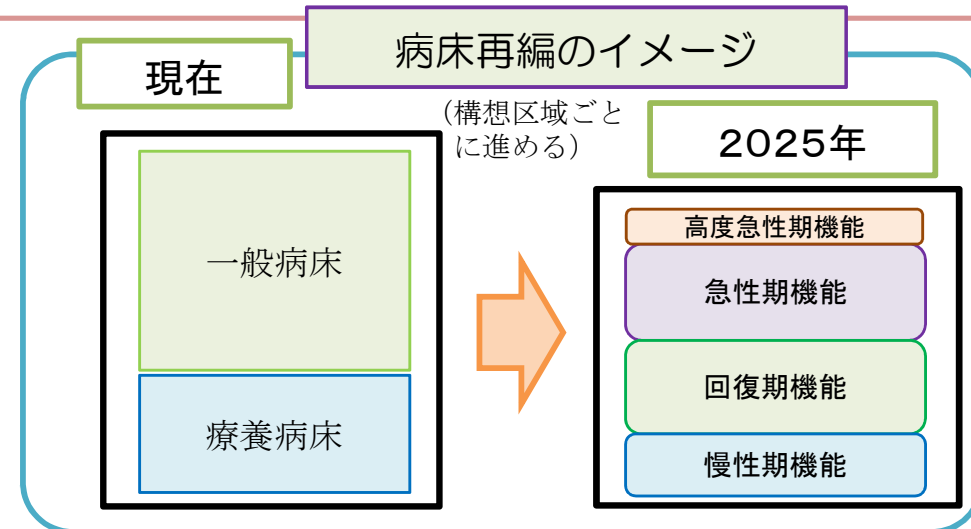 病床再編のイメージ
現在
（構想区域ごと
に進める）
2025年
一般病床
療養病床
高度急性期機能
急性期機能
回復期機能
慢性期機能